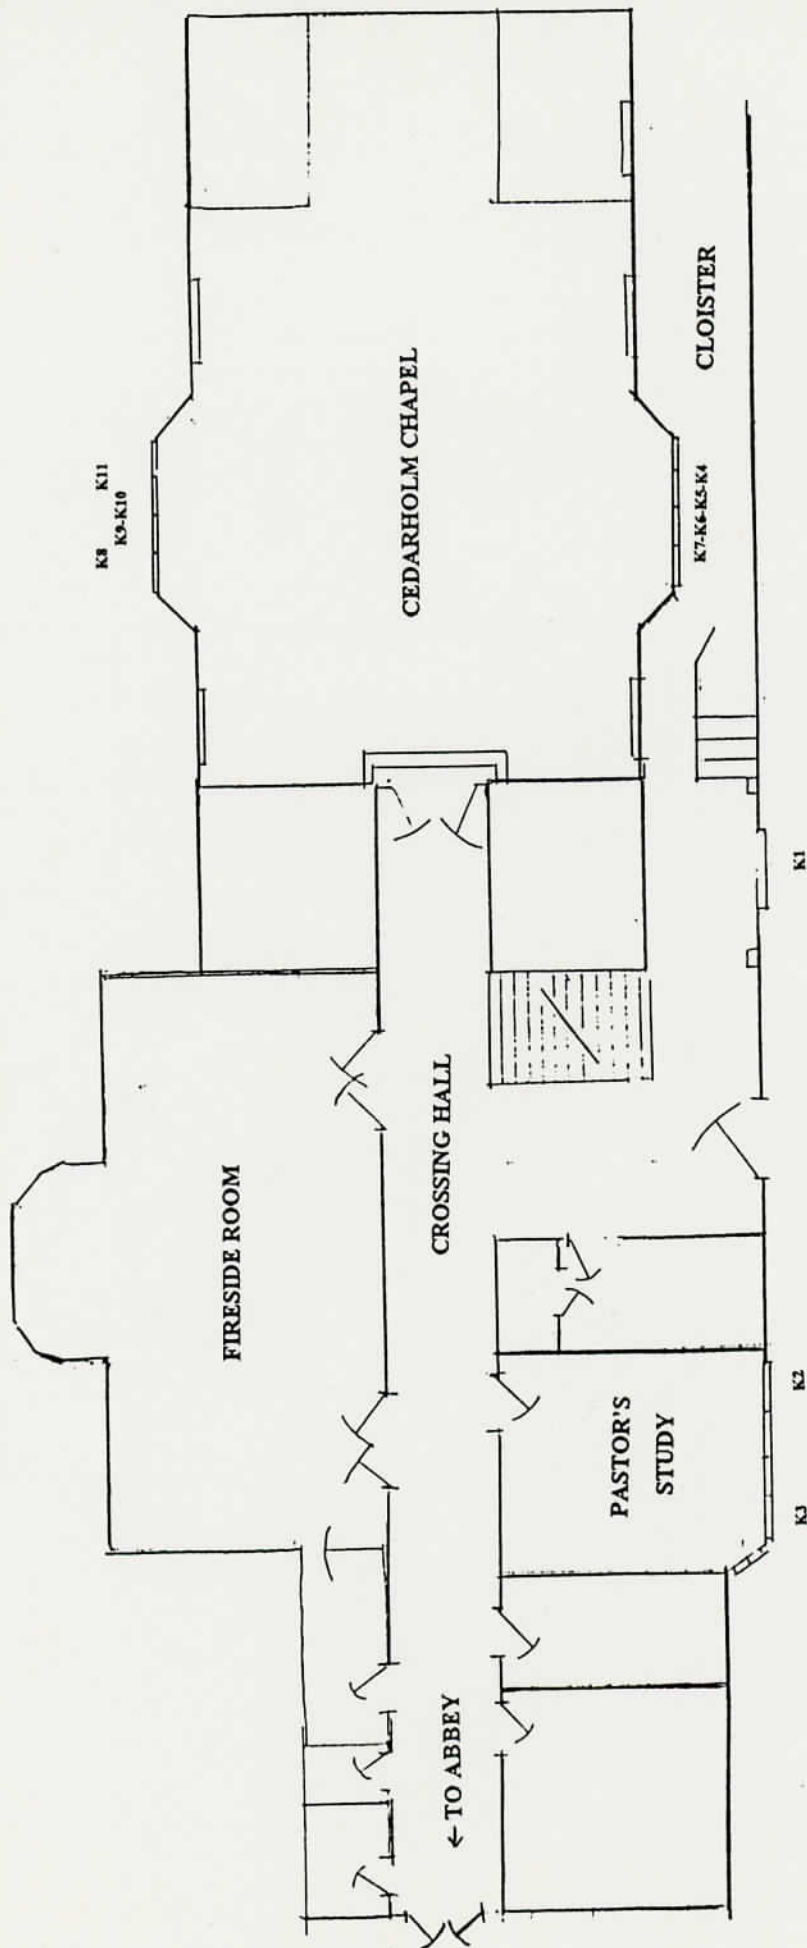 K8 K11
K9-K10
CEDARHOLM CHAPEL
K7-K6-K5-K4
CLOISTER
FIRESIDE ROOM
CROSSING HALL
K1
PASTOR'S
STUDY
K3 K2
← TO ABBEY